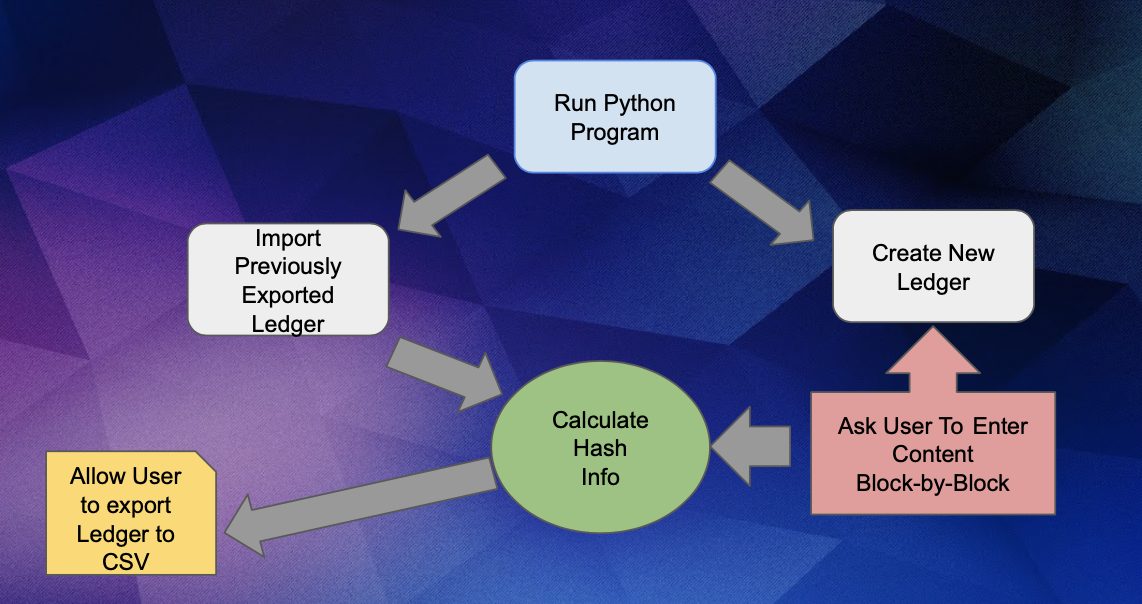 Run Python
Program
Import
Previously
Exported
Ledger
Create New
Ledger
Calculate
Hash
Info
Ask User To Enter
Content
Block-by-Block
Allow User
to export
Ledger to
CSV